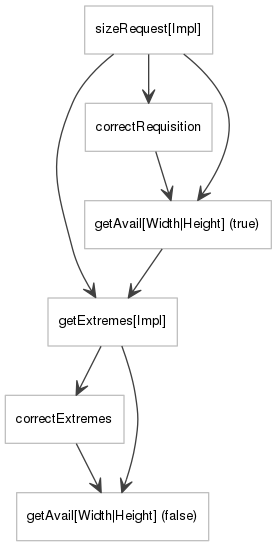 sizeRequest[Impl]
correctRequisition
getAvail[Width|Height] (true)
getExtremes[Impl]
correctExtremes
getAvail[Width|Height] (false)